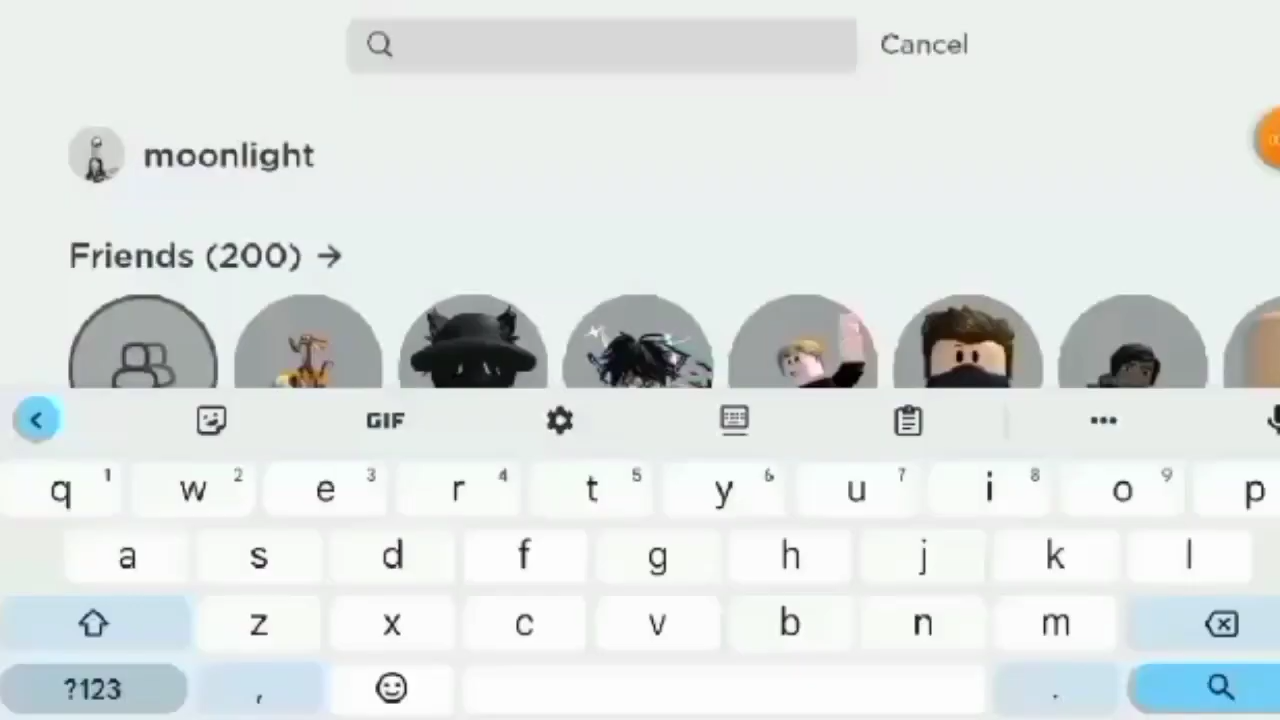 Cancel
moonlight
Friends (200) →
GIF
q 1 w 2 e 3 r 4 t 5 y 6 u 7 i 8 o 9 p
a s d f g h j k l
z x c v b n m
?123 , .